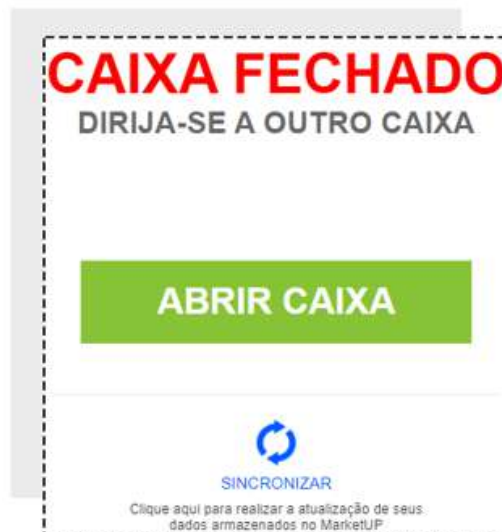 CAIXA FECHADO
DIRIJA-SE A OUTRO CAIXA
ABRIR CAIXA
SINCRONIZAR
Clique aqui para realizar a atualização de seus
dados armazenados no MarketUP